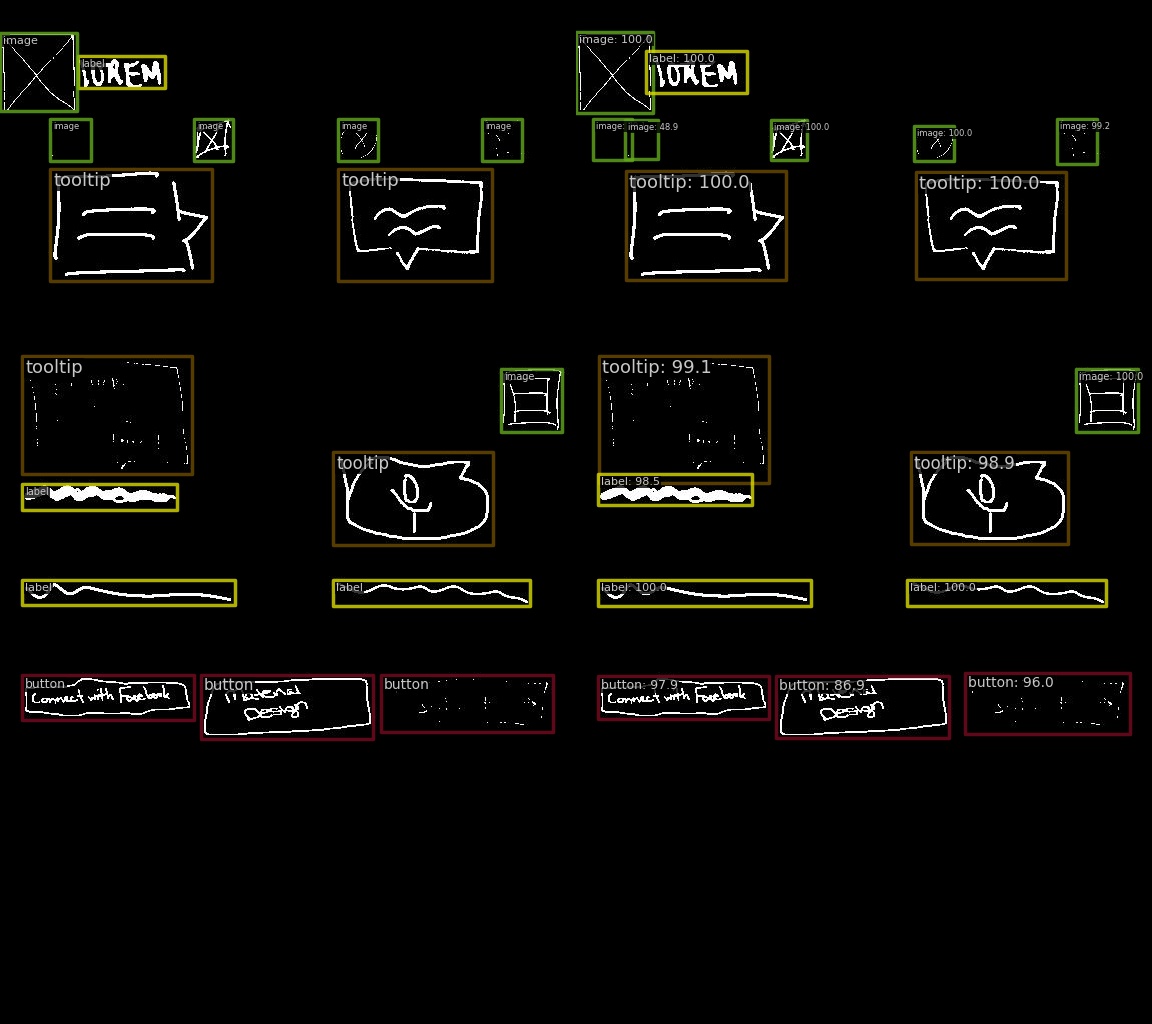 image image: 100.0
label label: 100.0
lOREM lOREM
image image image image image: image: 48.9 image: 100.0 image: 100.0 image: 99.2
tooltip tooltip tooltip: 100.0 tooltip: 100.0
tooltip tooltip: 99.1
image image: 100.0
tooltip tooltip: 98.9
label label: 98.5
label label label: 100.0 label: 100.0
button button button button: 97.9 button: 86.9 button: 96.0
Connect with Facebook Design Connect with Facebook Design